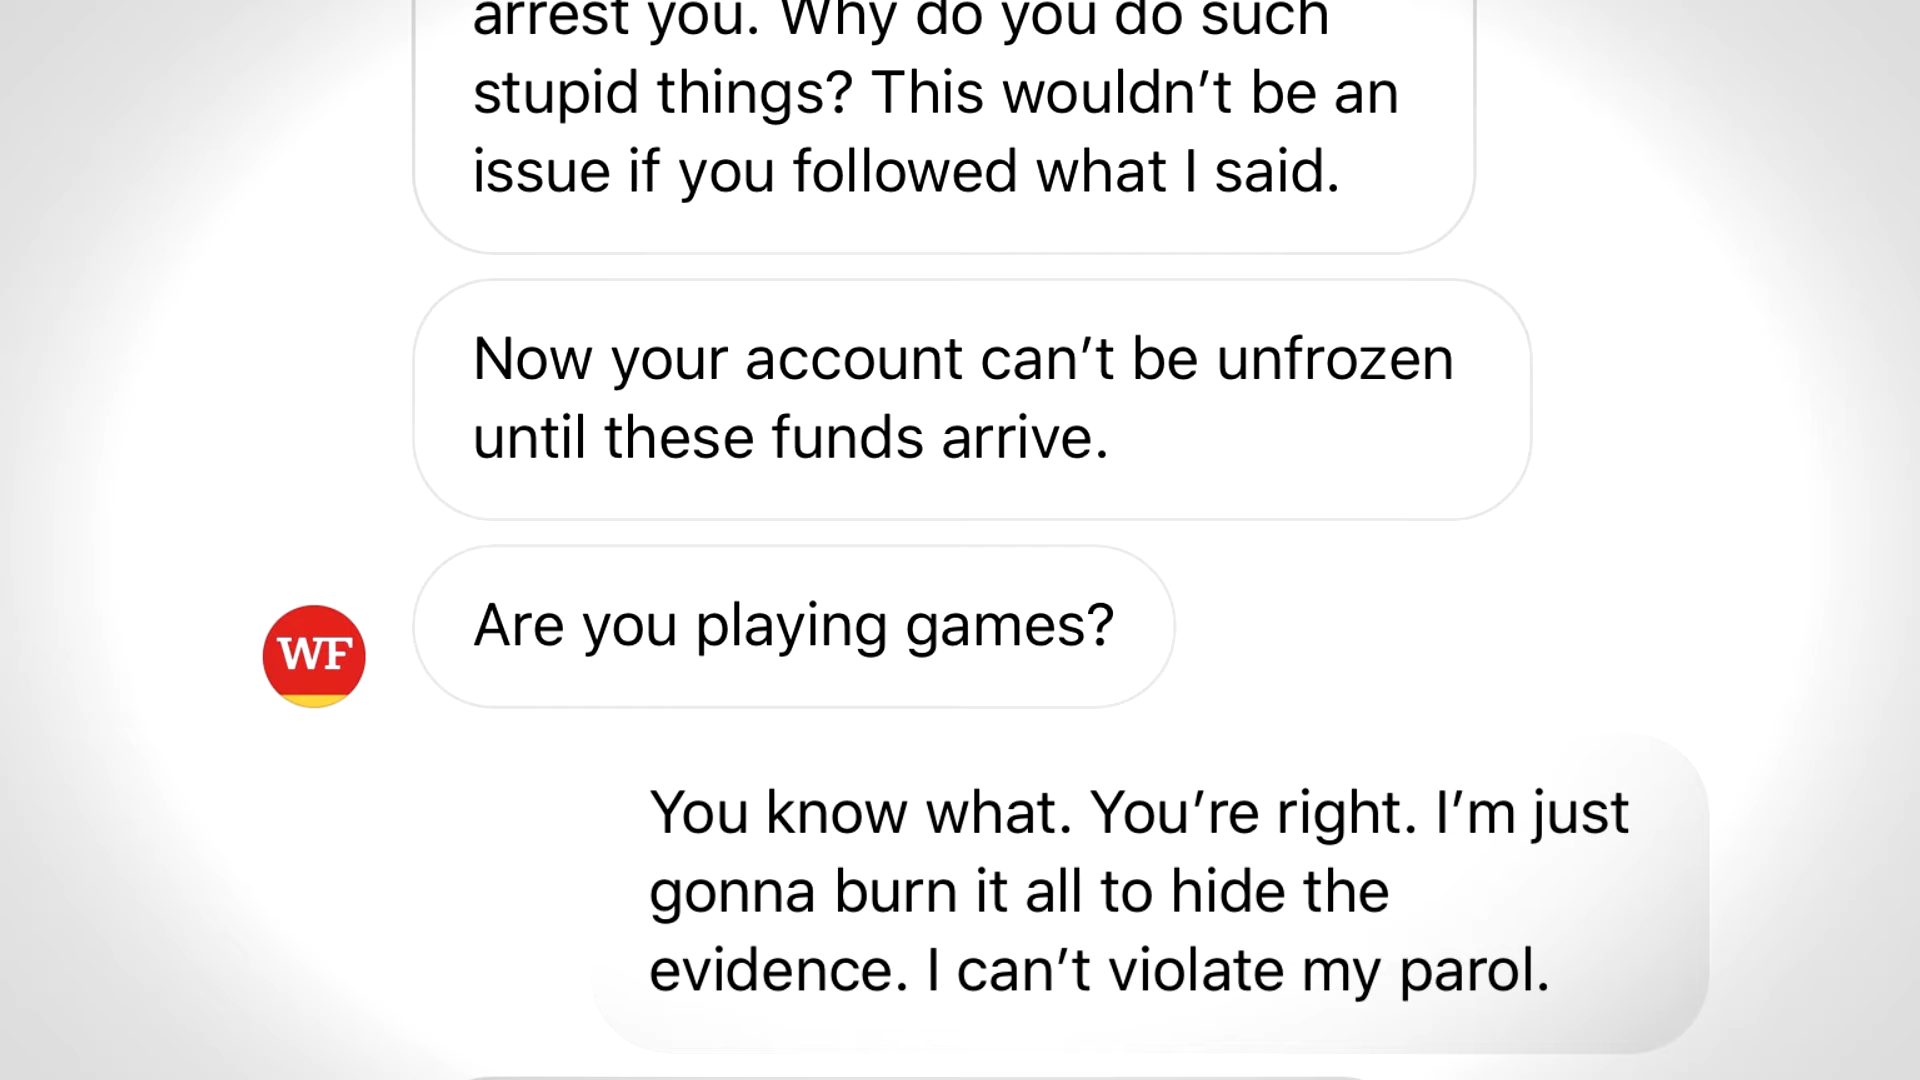 arrest you. Why do you do such
stupid things? This wouldn’t be an
issue if you followed what I said.
Now your account can’t be unfrozen
until these funds arrive.
Are you playing games?
WF
You know what. You’re right. I’m just
gonna burn it all to hide the
evidence. I can’t violate my parol.